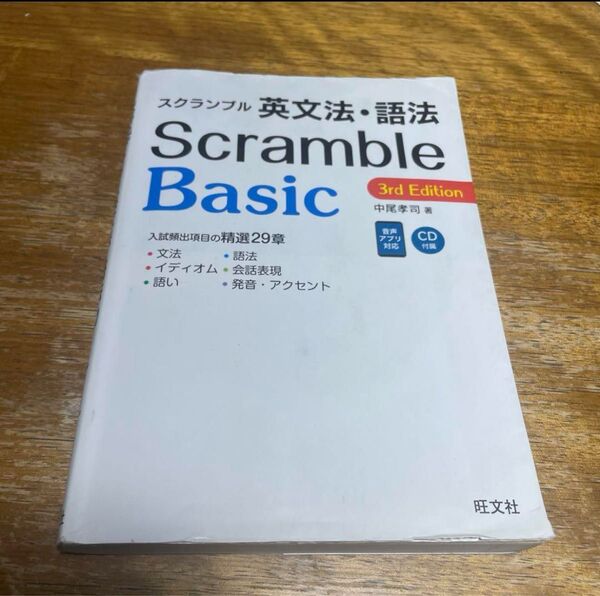 スクランブル 英文法・語法
Scramble
Basic
3rd Edition
中尾孝司 著
音声
アプリ
対応
CD
付属
入試頻出項目の精選29章
• 文法 • 語法
• イディオム • 会話表現
• 語い • 発音・アクセント
旺文社